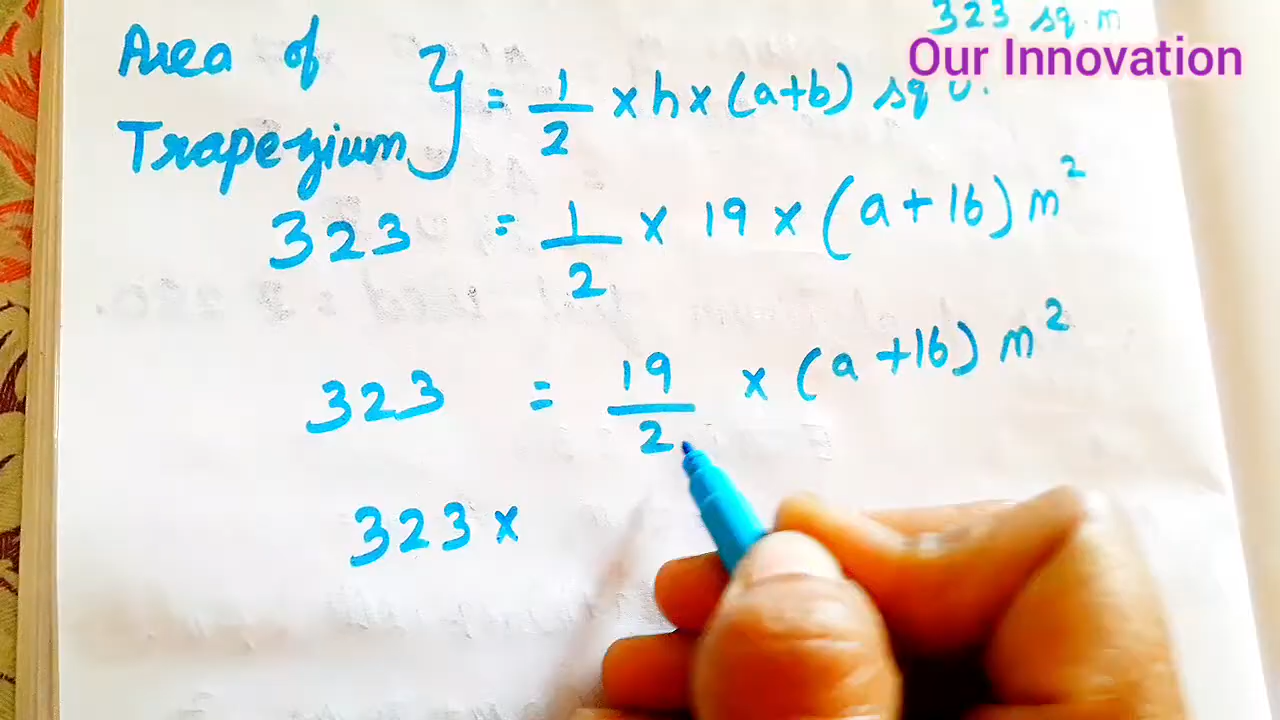 323 sq.m
Our Innovation
Area of
Trapezium } = 1/2 × h × (a+b) sq u.
323 = 1/2 × 19 × (a+16) m²
323 = 19/2 × (a+16) m²
323 ×